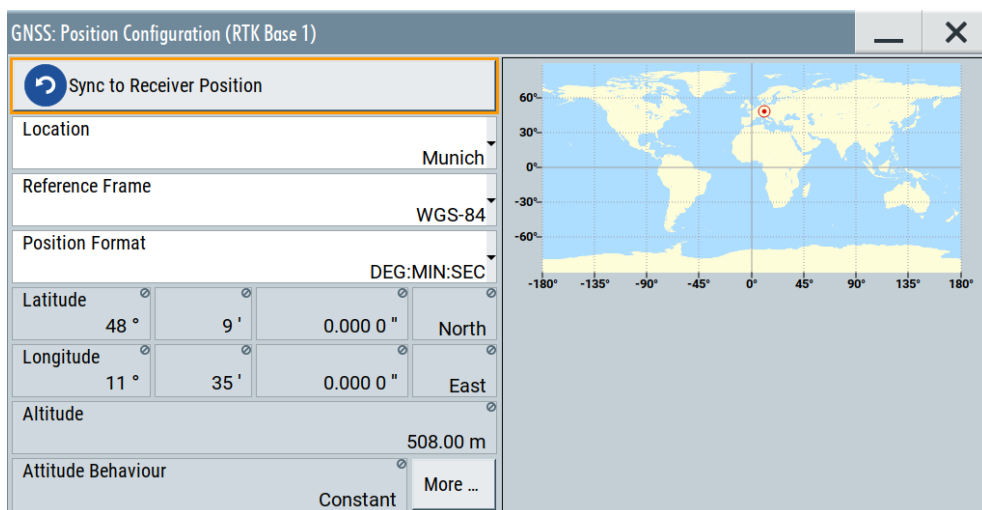 GNSS: Position Configuration (RTK Base 1)
Sync to Receiver Position
Location
Munich
Reference Frame
WGS-84
Position Format
DEG:MIN:SEC
Latitude
48 ° 9 ' 0.000 0 " North
Longitude
11 ° 35 ' 0.000 0 " East
Altitude
508.00 m
Attitude Behaviour
Constant
More ...
60°
30°
0°
-30°
-60°
-180° -135° -90° -45° 0° 45° 90° 135° 180°